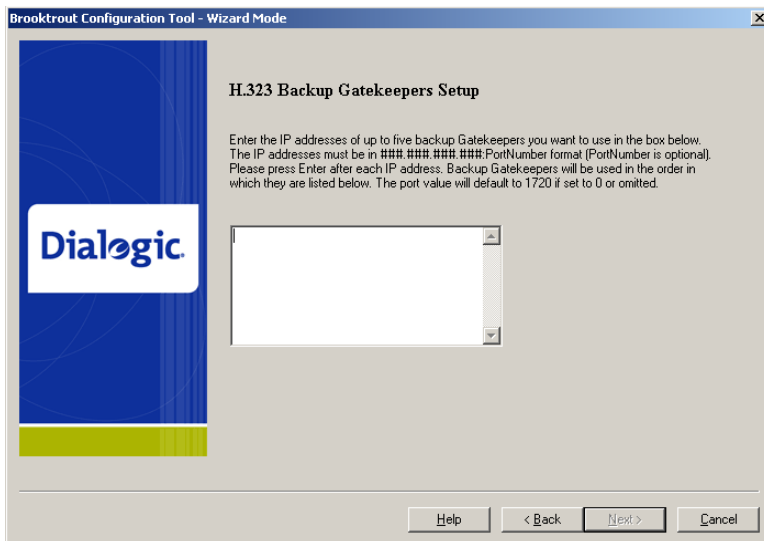 Brooktrout Configuration Tool - Wizard Mode
H.323 Backup Gatekeepers Setup
Enter the IP addresses of up to five backup Gatekeepers you want to use in the box below.
The IP addresses must be in ###.###.###.###:PortNumber format (PortNumber is optional).
Please press Enter after each IP address. Backup Gatekeepers will be used in the order in
which they are listed below. The port value will default to 1720 if set to 0 or omitted.
Dialogic.
Help
< Back
Next >
Cancel